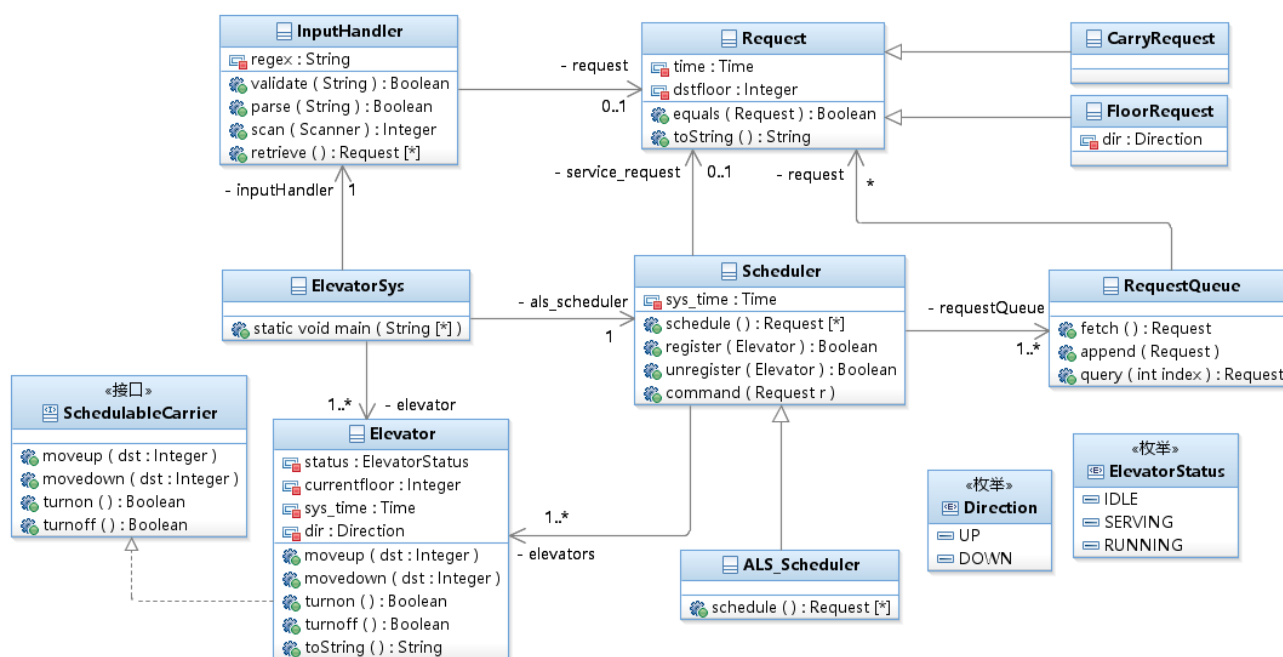 InputHandler
regex : String
validate ( String ) : Boolean
parse ( String ) : Boolean
scan ( Scanner ) : Integer
retrieve ( ) : Request [*]
- request
0..1
Request
time : Time
dstfloor : Integer
equals ( Request ) : Boolean
toString ( ) : String
CarryRequest
FloorRequest
dir : Direction
- inputHandler
1
- service_request
0..1
- request
*
ElevatorSys
static void main ( String [*] )
- als_scheduler
1
Scheduler
sys_time : Time
schedule ( ) : Request [*]
register ( Elevator ) : Boolean
unregister ( Elevator ) : Boolean
command ( Request r )
- requestQueue
1..*
RequestQueue
fetch ( ) : Request
append ( Request )
query ( int index ) : Request
«接口»
SchedulableCarrier
moveup ( dst : Integer )
movedown ( dst : Integer )
turnon ( ) : Boolean
turnoff ( ) : Boolean
1..*
- elevator
Elevator
status : ElevatorStatus
currentfloor : Integer
sys_time : Time
dir : Direction
moveup ( dst : Integer )
movedown ( dst : Integer )
turnon ( ) : Boolean
turnoff ( ) : Boolean
toString ( ) : String
1..*
- elevators
ALS_Scheduler
schedule ( ) : Request [*]
«枚举»
Direction
UP
DOWN
«枚举»
ElevatorStatus
IDLE
SERVING
RUNNING